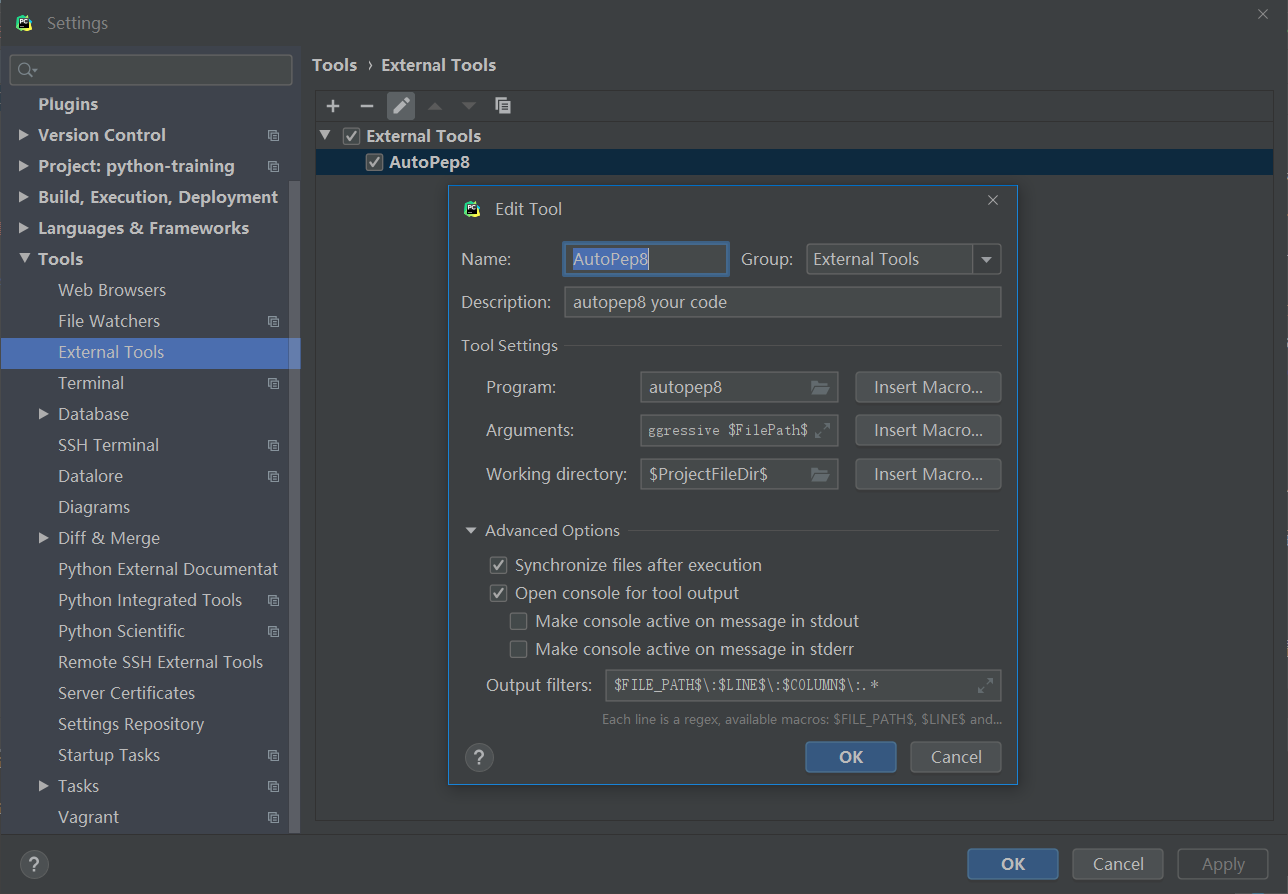 Settings
Plugins
Version Control
Project: python-training
Build, Execution, Deployment
Languages & Frameworks
Tools
Web Browsers
File Watchers
External Tools
Terminal
Database
SSH Terminal
Datalore
Diagrams
Diff & Merge
Python External Documentat
Python Integrated Tools
Python Scientific
Remote SSH External Tools
Server Certificates
Settings Repository
Startup Tasks
Tasks
Vagrant
Tools › External Tools
External Tools
AutoPep8
Edit Tool
Name: AutoPep8 Group: External Tools
Description: autopep8 your code
Tool Settings
Program: autopep8 Insert Macro...
Arguments: ggressive $FilePath$ Insert Macro...
Working directory: $ProjectFileDir$ Insert Macro...
Advanced Options
Synchronize files after execution
Open console for tool output
Make console active on message in stdout
Make console active on message in stderr
Output filters: $FILE_PATH$\:$LINE$\:$COLUMN$\:.*
Each line is a regex, available macros: $FILE_PATH$, $LINE$ and...
? OK Cancel
? OK Cancel Apply